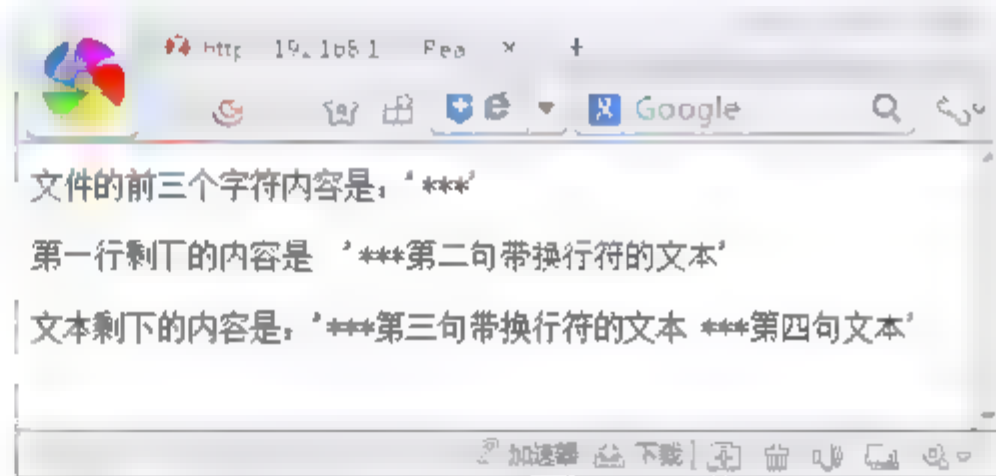 Google
文件的前三个字符内容是：'***'
第一行剩下的内容是 '***第二句带换行符的文本'
文本剩下的内容是：'***第三句带换行符的文本 ***第四句文本'
加速器 下载